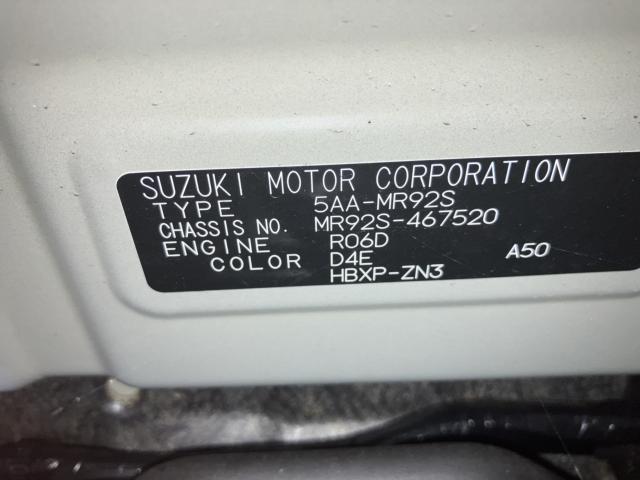 SUZUKI MOTOR CORPORATION
TYPE 5AA-MR92S
CHASSIS NO. MR92S-467520
ENGINE R06D
COLOR D4E A50
HBXP-ZN3